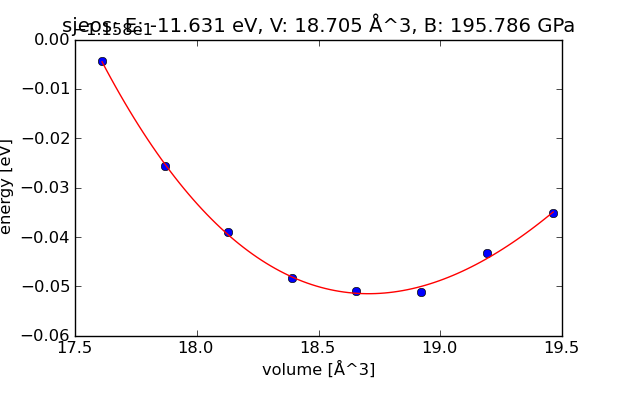 sjeos: E: -11.631 eV, V: 18.705 Å^3, B: 195.786 GPa
−1.158e1
0.00
−0.01
−0.02
−0.03
−0.04
−0.05
−0.06
energy [eV]
17.5 18.0 18.5 19.0 19.5
volume [Å^3]